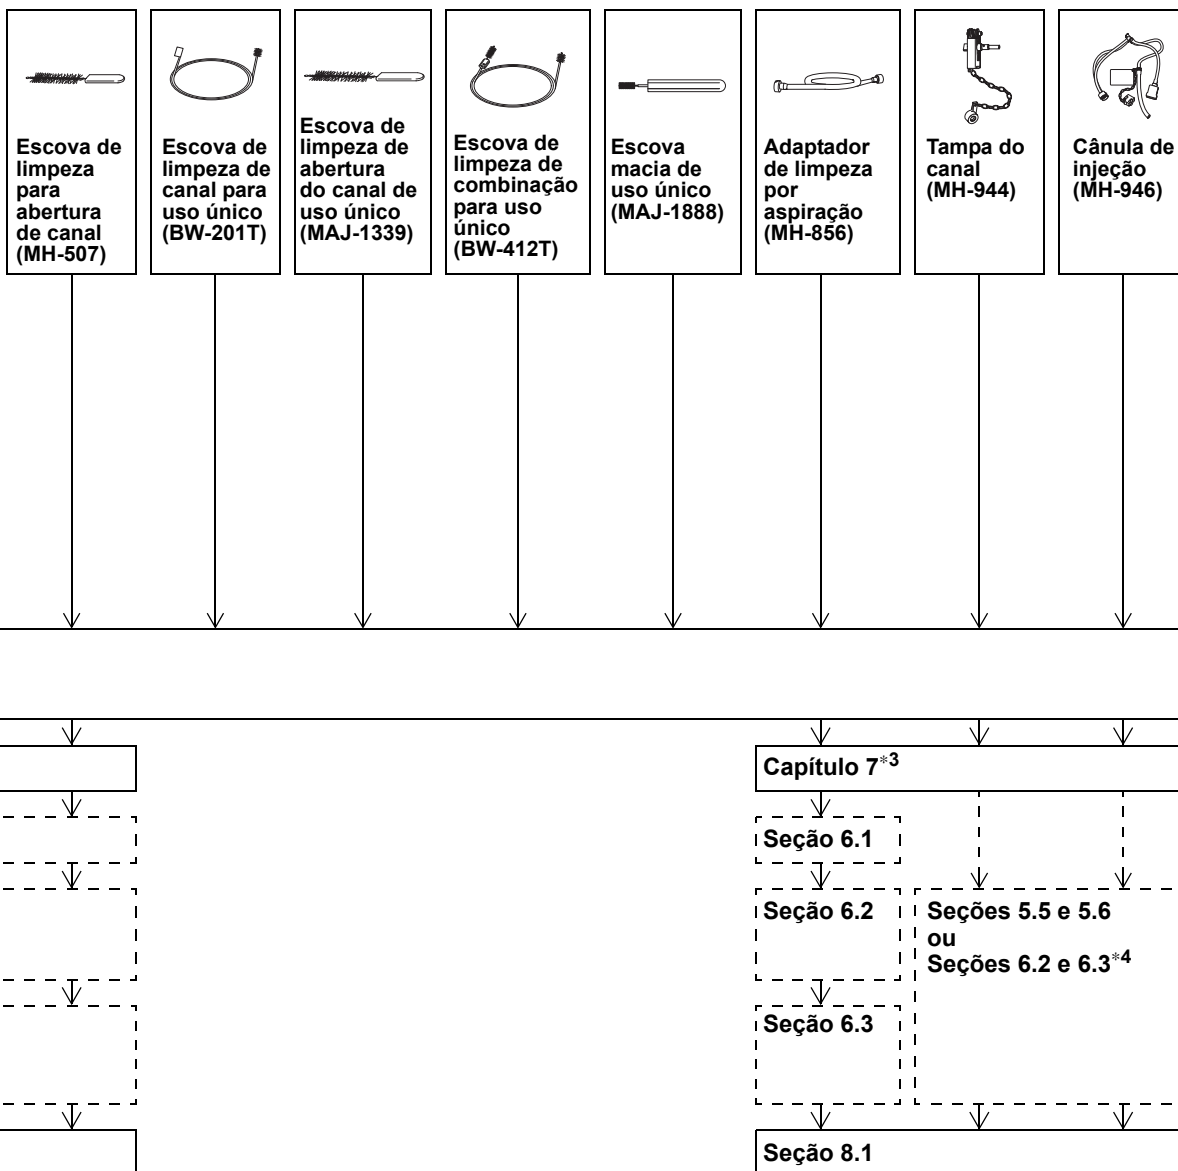 Escova de
limpeza
para
abertura
de canal
(MH-507)
Escova de
limpeza de
canal para
uso único
(BW-201T)
Escova de
limpeza de
abertura
do canal de
uso único
(MAJ-1339)
Escova de
limpeza de
combinação
para uso
único
(BW-412T)
Escova
macia de
uso único
(MAJ-1888)
Adaptador
de limpeza
por
aspiração
(MH-856)
Tampa do
canal
(MH-944)
Cânula de
injeção
(MH-946)
Capítulo 7*3
Seção 6.1
Seção 6.2
Seções 5.5 e 5.6
ou
Seções 6.2 e 6.3*4
Seção 6.3
Seção 8.1